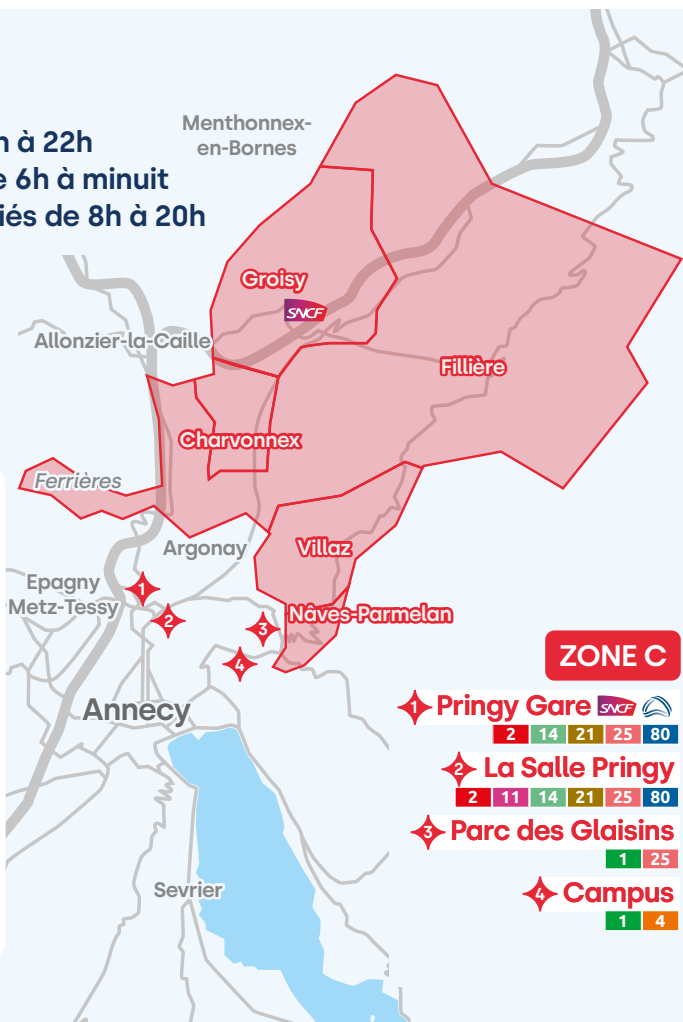 Menthonnex-
en-Bornes
à 22h
6h à minuit
de 8h à 20h
Groisy
SNCF
Allonzier-la-Caille
Fillière
Charvonnex
Ferrières
Argonay
Villaz
Epagny
Metz-Tessy
1
2
Nâves-Parmelan
3
4
Annecy
Sevrier
ZONE C
1 Pringy Gare SNCF
2 14 21 25 80
2 La Salle Pringy
2 11 14 21 25 80
3 Parc des Glaisins
1 25
4 Campus
1 4